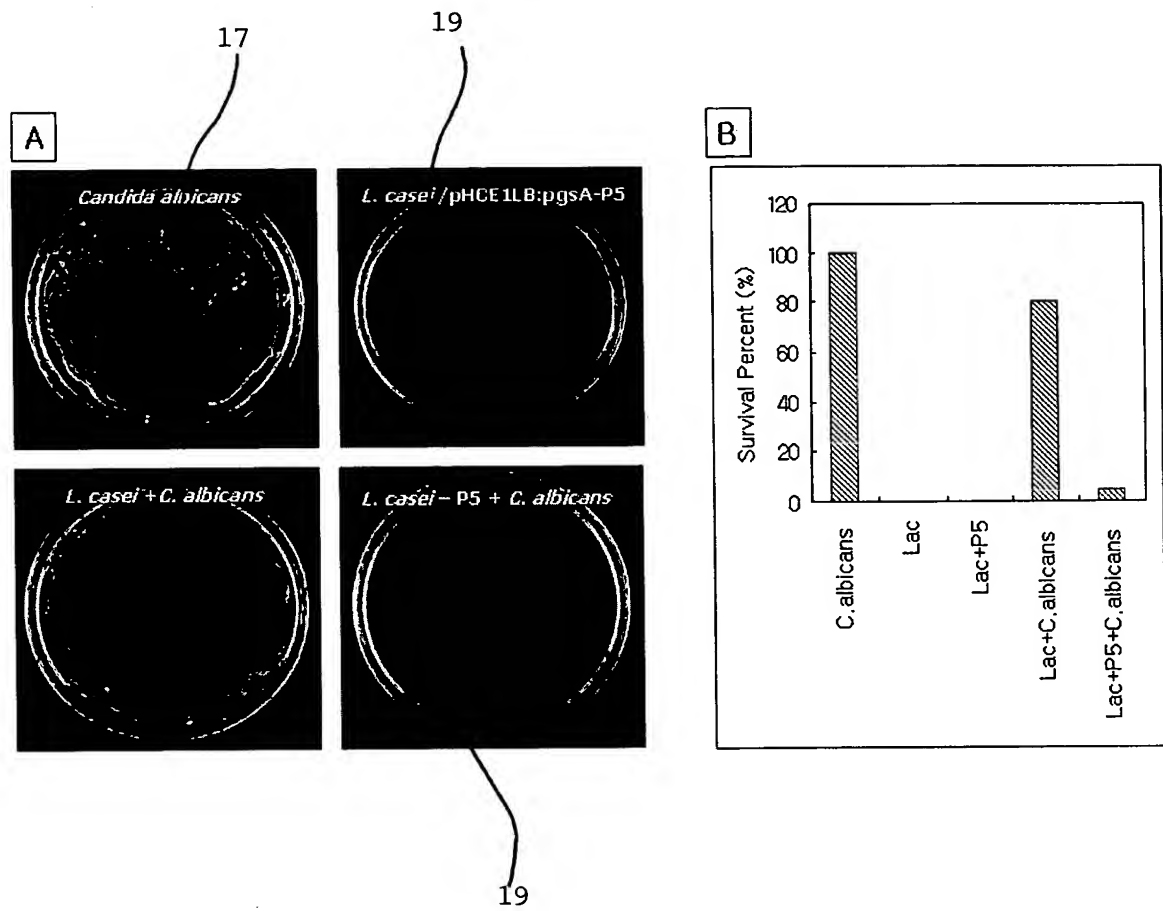 17
19
A
Candida albicans
L. casei/pHCE1LB:pgsA-P5
L. casei + C. albicans
L. casei - P5 + C. albicans
19
B
120
100
80
60
40
20
0
Survival Percent (%)
C.albicans
Lac
Lac+P5
Lac+C.albicans
Lac+P5+C.albicans